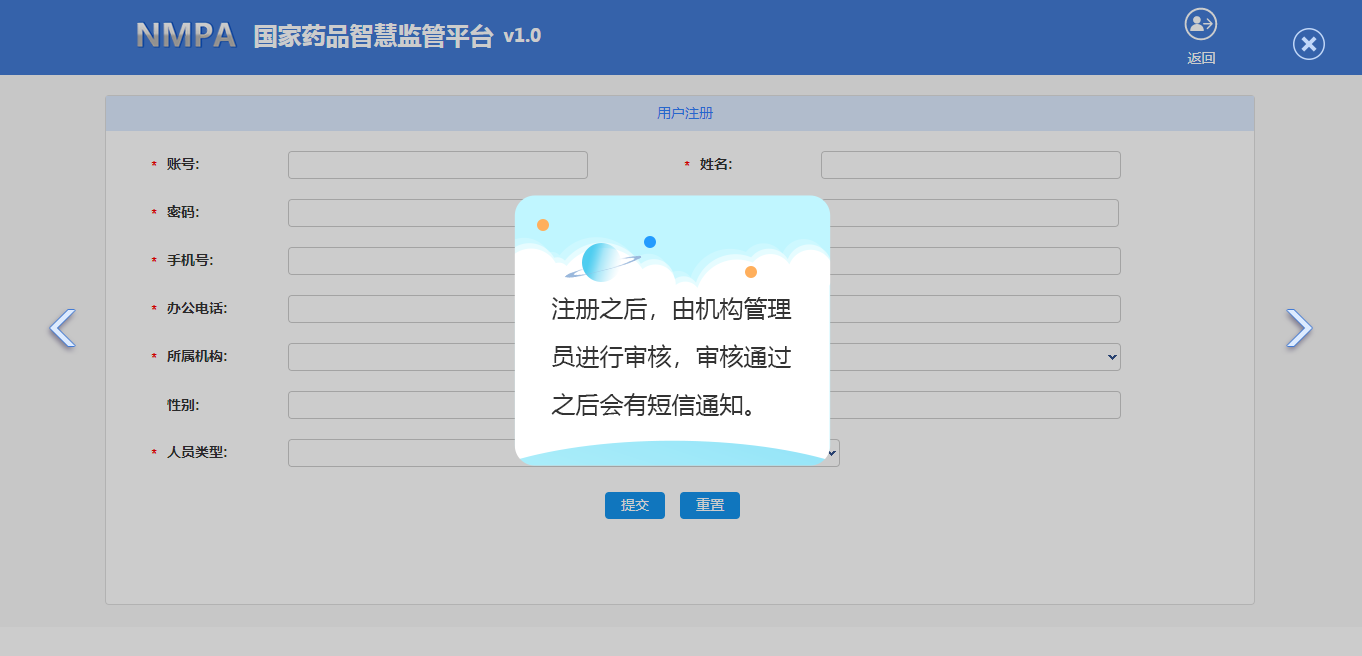 NMPA 国家药品智慧监管平台 v1.0
返回
用户注册
* 账号:
* 姓名:
* 密码:
* 手机号:
* 办公电话:
* 所属机构:
性别:
* 人员类型:
注册之后，由机构管理
员进行审核，审核通过
之后会有短信通知。
提交 重置